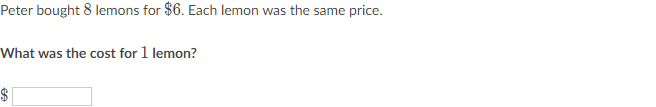 Peter bought 8 lemons for $6. Each lemon was the same price.
What was the cost for 1 lemon?
$